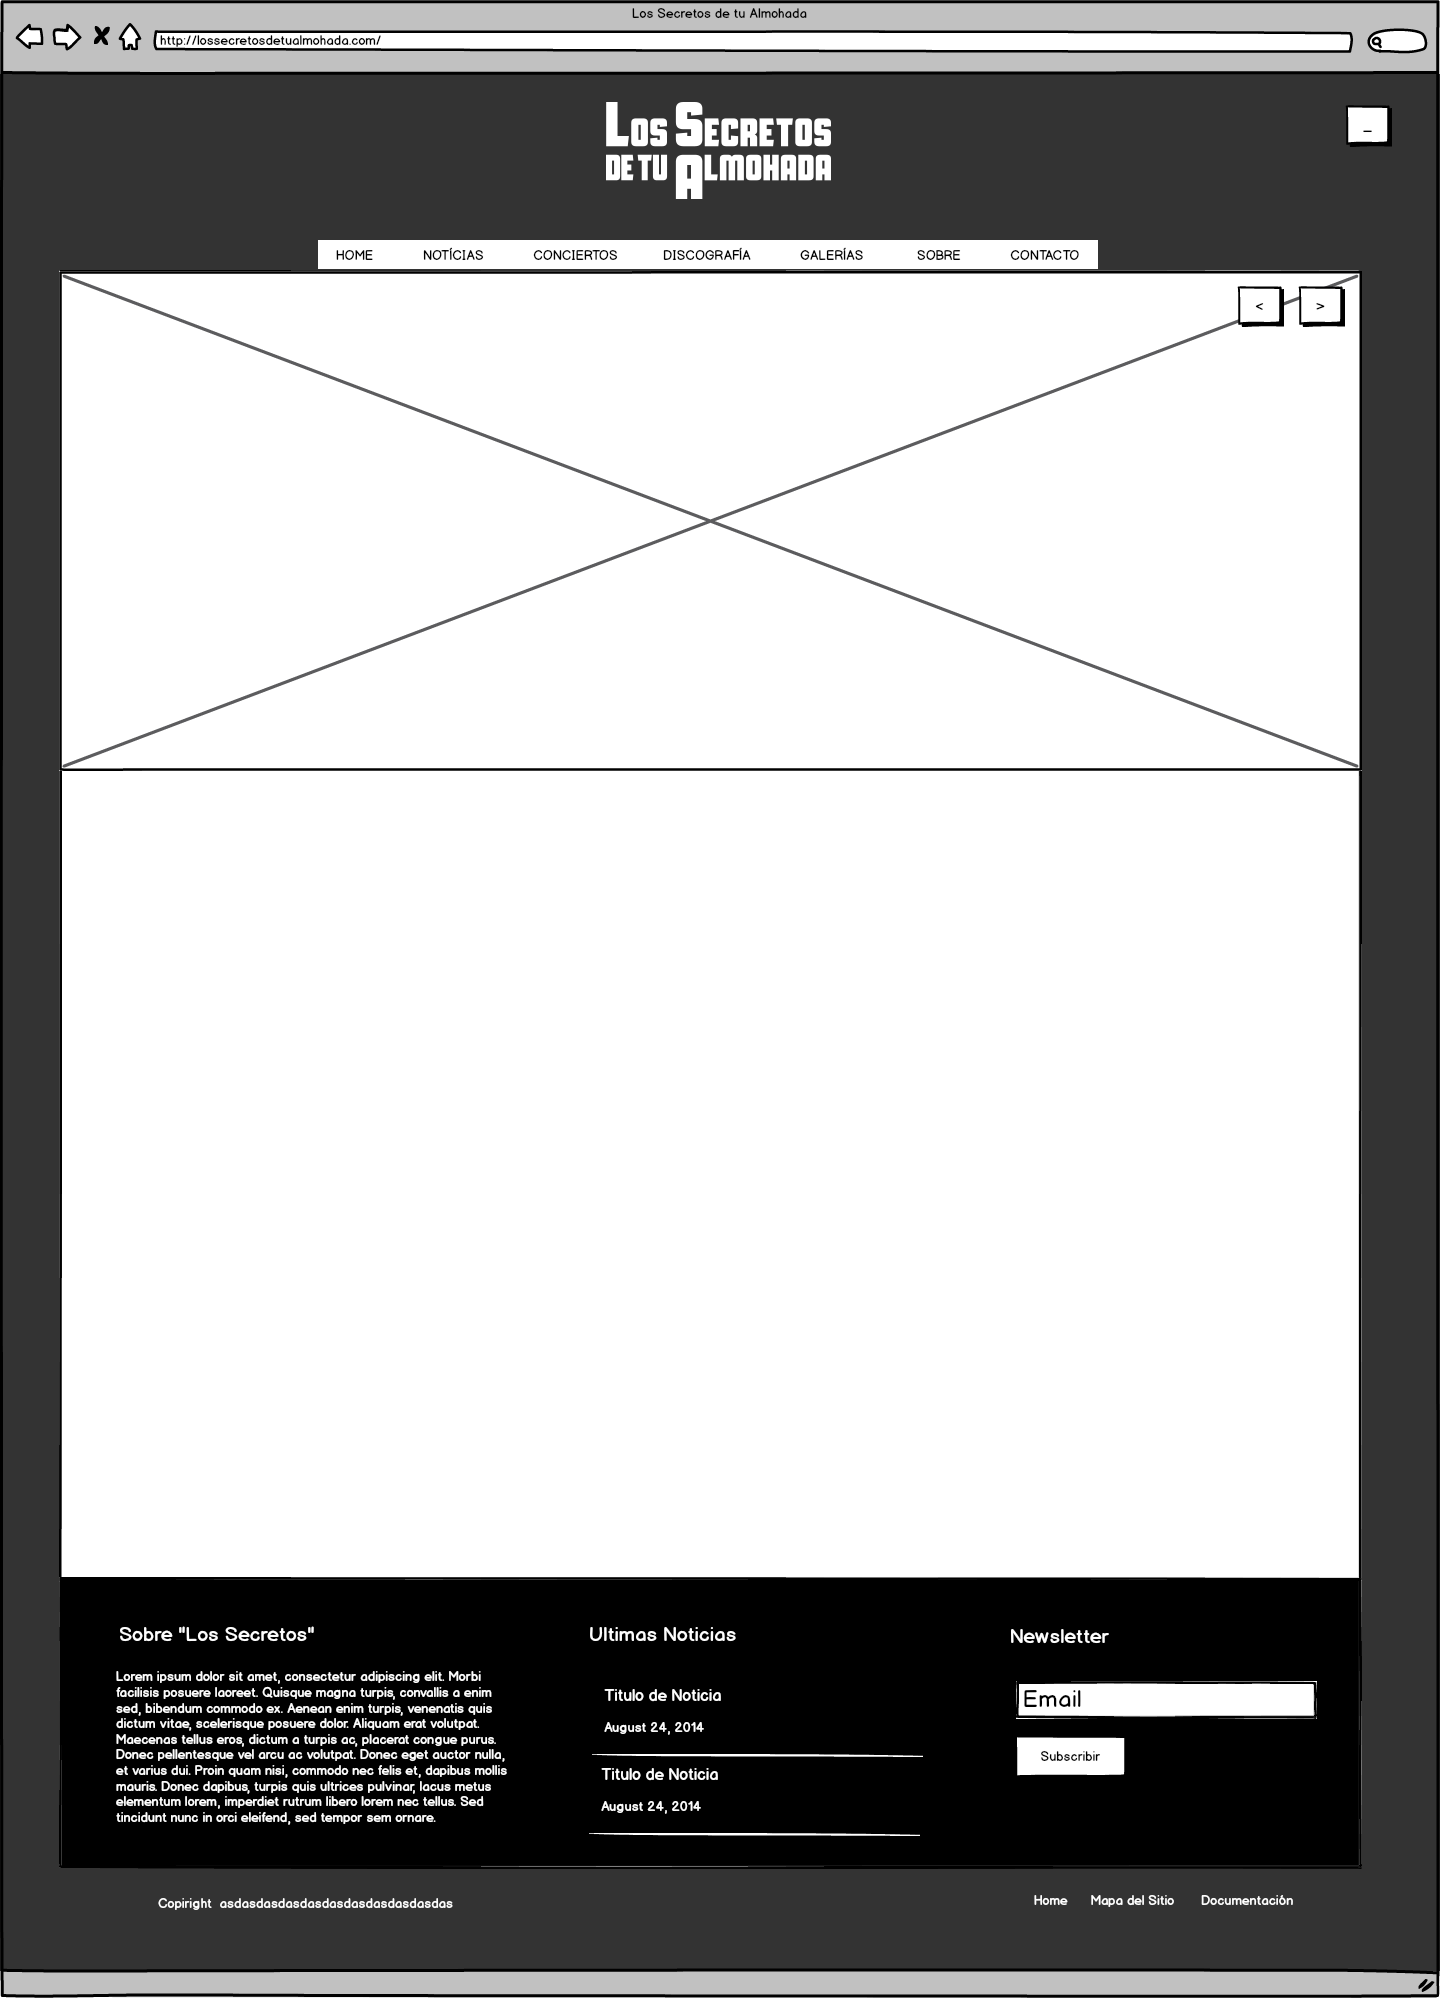 Los Secretos de tu Almohada
http://lossecretosdetualmohada.com/
LOS SECRETOS
DE TU ALMOHADA
_
HOME NOTÍCIAS CONCIERTOS DISCOGRAFÍA GALERÍAS SOBRE CONTACTO
< >
Sobre "Los Secretos"
Lorem ipsum dolor sit amet, consectetur adipiscing elit. Morbi
facilisis posuere laoreet. Quisque magna turpis, convallis a enim
sed, bibendum commodo ex. Aenean enim turpis, venenatis quis
dictum vitae, scelerisque posuere dolor. Aliquam erat volutpat.
Maecenas tellus eros, dictum a turpis ac, placerat congue purus.
Donec pellentesque vel arcu ac volutpat. Donec eget auctor nulla,
et varius dui. Proin quam nisi, commodo nec felis et, dapibus mollis
mauris. Donec dapibus, turpis quis ultrices pulvinar, lacus metus
elementum lorem, imperdiet rutrum libero lorem nec tellus. Sed
tincidunt nunc in orci eleifend, sed tempor sem ornare.
Ultimas Noticias
Titulo de Noticia
August 24, 2014
Titulo de Noticia
August 24, 2014
Newsletter
Email
Subscribir
Copiright asdasdasdasdasdasdasdasdasdasdas
Home Mapa del Sitio Documentación